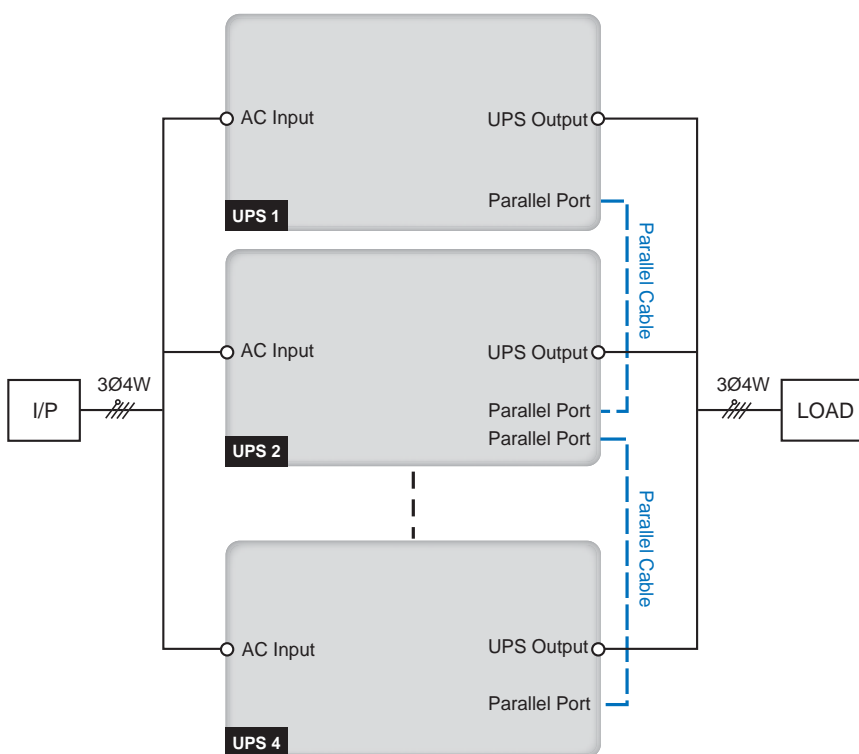 AC Input
UPS Output
Parallel Port
UPS 1
Parallel Cable
AC Input
UPS Output
3Ø4W
I/P
3Ø4W
LOAD
Parallel Port
Parallel Port
UPS 2
Parallel Cable
AC Input
UPS Output
Parallel Port
UPS 4